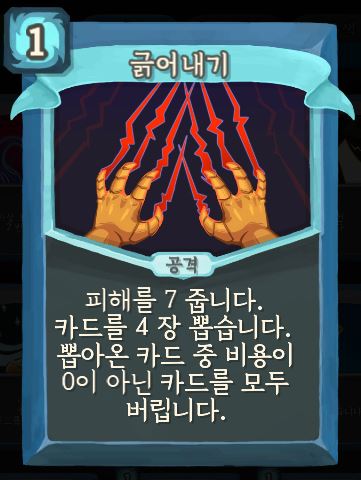 1
긁어내기
공격
피해를 7 줍니다.
카드를 4 장 뽑습니다.
뽑아온 카드 중 비용이
0이 아닌 카드를 모두
버립니다.